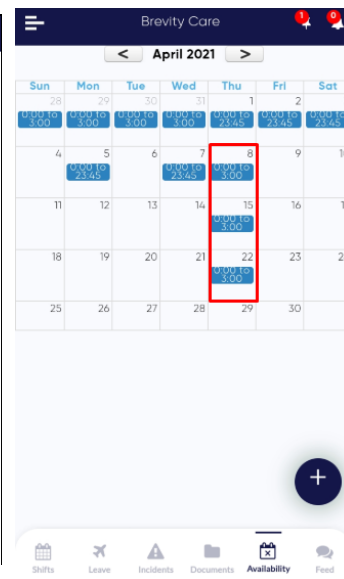 Brevity Care
1
0
< April 2021 >
Sun Mon Tue Wed Thu Fri Sat
28 29 30 31 1 2
0:00 to 0:00 to 0:00 to 0:00 to 0:00 to 0:00 to 0:00 to
3:00 3:00 3:00 3:00 23:45 23:45 23:45
4 5 6 7 8 9 1
0:00 to 0:00 to 0:00 to
23:45 23:45 3:00
11 12 13 14 15 16 1
0:00 to
3:00
18 19 20 21 22 23 2
0:00 to
3:00
25 26 27 28 29 30
+
Shifts Leave Incidents Documents Availability Feed